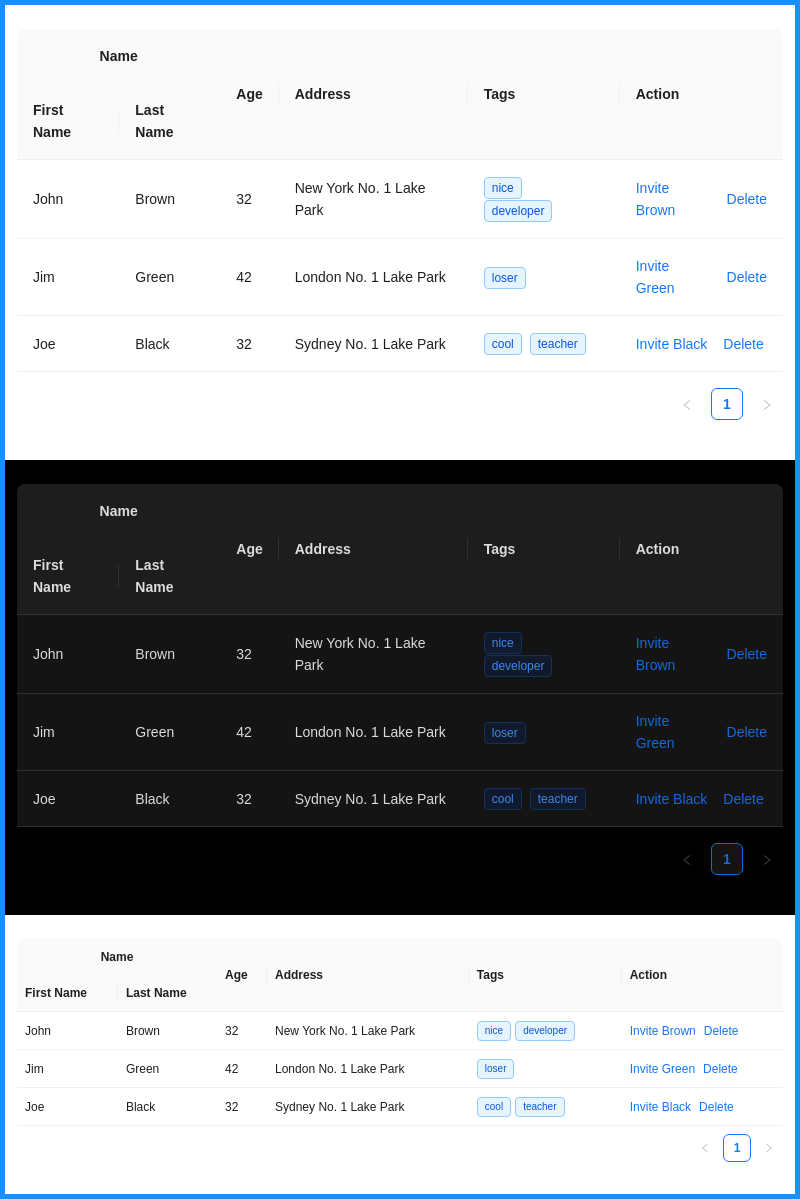 Name
Age Address Tags Action
First Last
Name Name
New York No. 1 Lake nice Invite
John Brown 32 Delete
Park developer Brown
Invite
Jim Green 42 London No. 1 Lake Park loser Delete
Green
Joe Black 32 Sydney No. 1 Lake Park cool teacher Invite Black Delete
< 1 >
Name
Age Address Tags Action
First Last
Name Name
New York No. 1 Lake nice Invite
John Brown 32 Delete
Park developer Brown
Invite
Jim Green 42 London No. 1 Lake Park loser Delete
Green
Joe Black 32 Sydney No. 1 Lake Park cool teacher Invite Black Delete
< 1 >
Name
Age Address Tags Action
First Name Last Name
John Brown 32 New York No. 1 Lake Park nice developer Invite Brown Delete
Jim Green 42 London No. 1 Lake Park loser Invite Green Delete
Joe Black 32 Sydney No. 1 Lake Park cool teacher Invite Black Delete
< 1 >